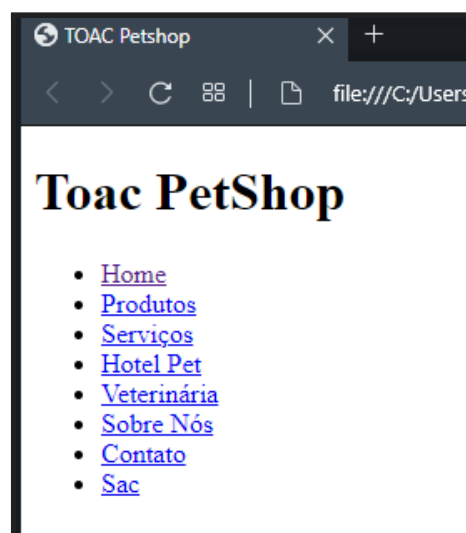 TOAC Petshop
file:///C:/Users
Toac PetShop
Home
Produtos
Serviços
Hotel Pet
Veterinária
Sobre Nós
Contato
Sac